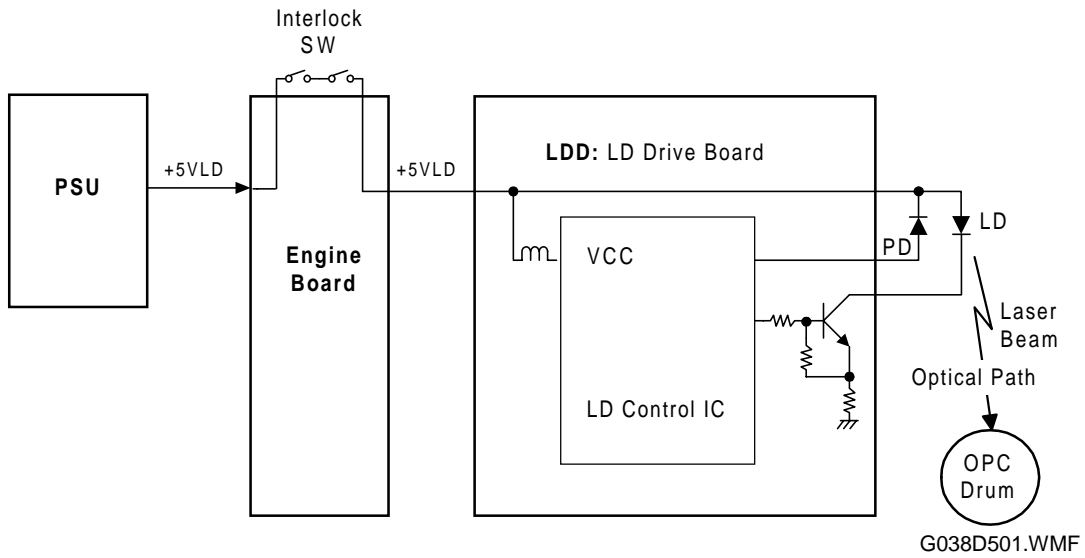 Interlock
SW
PSU
+5VLD
Engine
Board
+5VLD
LDD: LD Drive Board
VCC
LD Control IC
PD
LD
Laser
Beam
Optical Path
OPC
Drum
G038D501.WMF